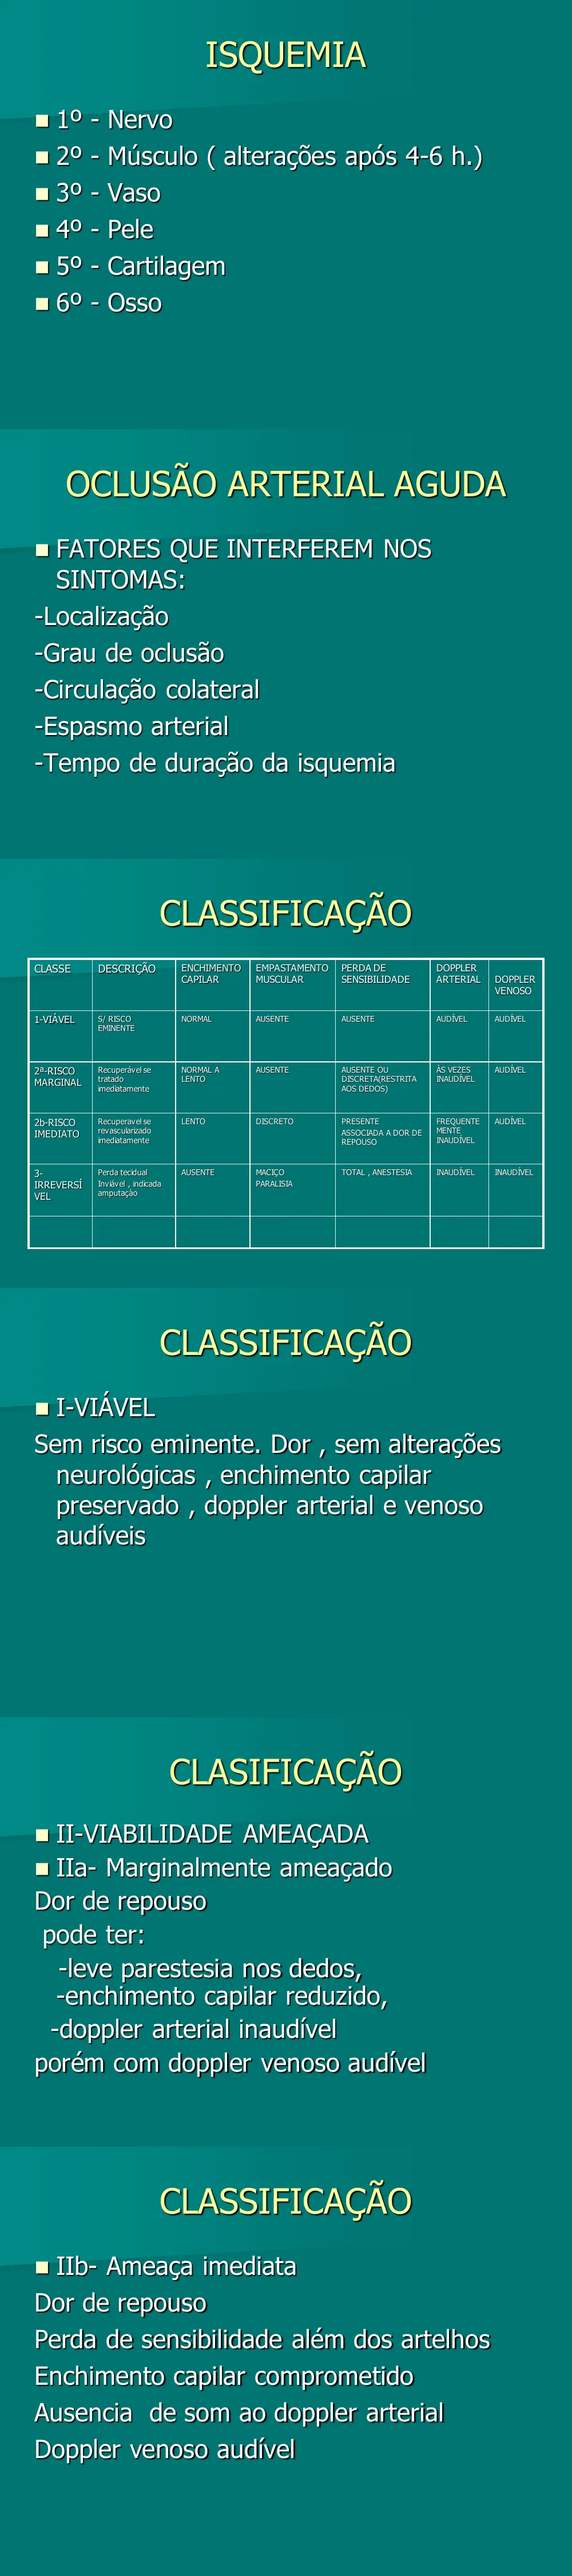 ISQUEMIA
1º - Nervo
2º - Músculo ( alterações após 4-6 h.)
3º - Vaso
4º - Pele
5º - Cartilagem
6º - Osso
OCLUSÃO ARTERIAL AGUDA
FATORES QUE INTERFEREM NOS
SINTOMAS:
-Localização
-Grau de oclusão
-Circulação colateral
-Espasmo arterial
-Tempo de duração da isquemia
CLASSIFICAÇÃO
CLASSE DESCRIÇÃO ENCHIMENTO CAPILAR EMPASTAMENTO MUSCULAR PERDA DE SENSIBILIDADE DOPPLER ARTERIAL DOPPLER VENOSO
1-VIÁVEL S/ RISCO EMINENTE NORMAL AUSENTE AUSENTE AUDÍVEL AUDÍVEL
2ª-RISCO MARGINAL Recuperável se tratado imediatamente NORMAL A LENTO AUSENTE AUSENTE OU DISCRETA(RESTRITA AOS DEDOS) ÀS VEZES INAUDÍVEL AUDÍVEL
2b-RISCO IMEDIATO Recuperavel se revascularizado imediatamente LENTO DISCRETO PRESENTE ASSOCIADA A DOR DE REPOUSO FREQUENTE MENTE INAUDÍVEL AUDÍVEL
3- IRREVERSÍ VEL Perda tecidual Inviável , indicada amputação AUSENTE MACIÇO PARALISIA TOTAL , ANESTESIA INAUDÍVEL INAUDÍVEL
CLASSIFICAÇÃO
I-VIÁVEL
Sem risco eminente. Dor , sem alterações
neurológicas , enchimento capilar
preservado , doppler arterial e venoso
audíveis
CLASIFICAÇÃO
II-VIABILIDADE AMEAÇADA
IIa- Marginalmente ameaçado
Dor de repouso
pode ter:
-leve parestesia nos dedos,
-enchimento capilar reduzido,
-doppler arterial inaudível
porém com doppler venoso audível
CLASSIFICAÇÃO
IIb- Ameaça imediata
Dor de repouso
Perda de sensibilidade além dos artelhos
Enchimento capilar comprometido
Ausencia de som ao doppler arterial
Doppler venoso audível